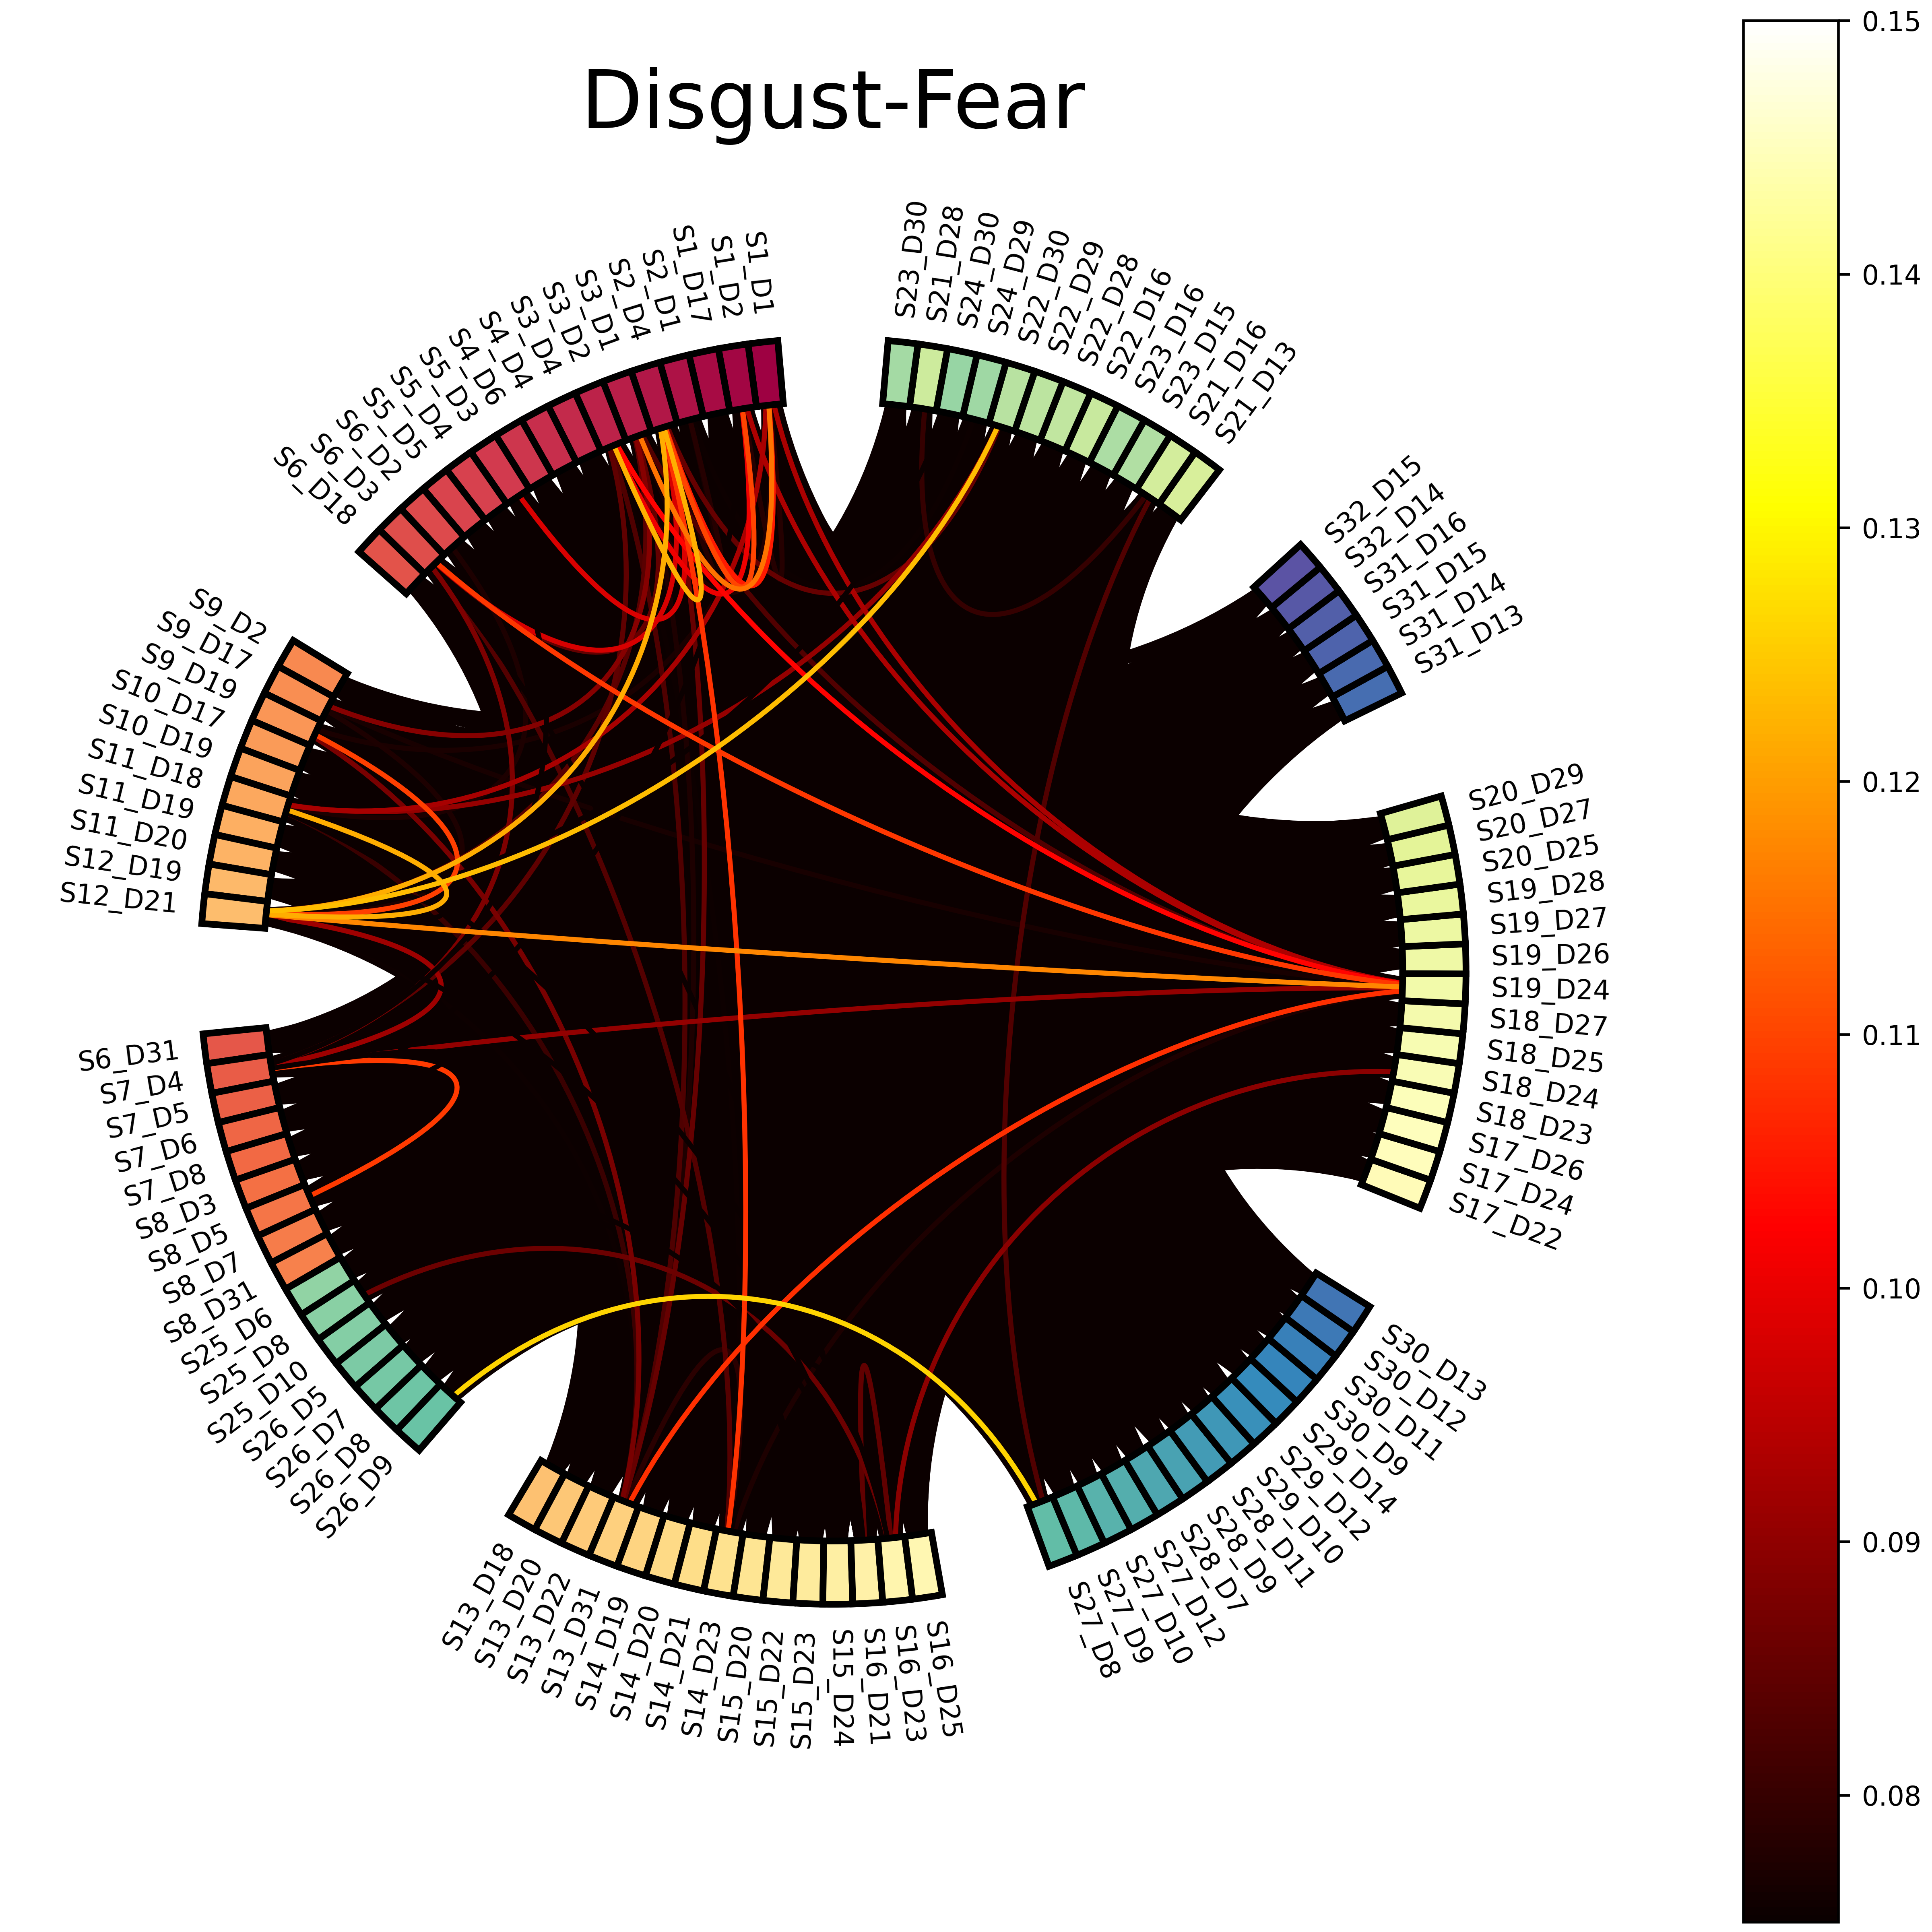 Disgust-Fear
S1_D1
S1_D2
S1_D17
S2_D1
S2_D4
S3_D1
S3_D2
S3_D4
S4_D4
S4_D6
S5_D3
S5_D4
S5_D5
S6_D2
S6_D3
S6_D18
S9_D2
S9_D17
S9_D19
S10_D17
S10_D19
S11_D18
S11_D19
S11_D20
S12_D19
S12_D21
S6_D31
S7_D4
S7_D5
S7_D6
S7_D8
S8_D3
S8_D5
S8_D7
S8_D31
S25_D6
S25_D8
S25_D10
S26_D5
S26_D7
S26_D8
S26_D9
S13_D18
S13_D20
S13_D22
S13_D31
S14_D19
S14_D20
S14_D21
S14_D23
S15_D20
S15_D22
S15_D23
S15_D24
S16_D21
S16_D23
S16_D25
S27_D8
S27_D9
S27_D10
S27_D12
S28_D7
S28_D9
S28_D11
S29_D10
S29_D12
S29_D14
S30_D9
S30_D11
S30_D12
S30_D13
S17_D22
S17_D24
S17_D26
S18_D23
S18_D24
S18_D25
S18_D27
S19_D24
S19_D26
S19_D27
S19_D28
S20_D25
S20_D27
S20_D29
S31_D13
S31_D14
S31_D15
S31_D16
S32_D14
S32_D15
S21_D13
S21_D16
S23_D15
S23_D16
S22_D16
S22_D28
S22_D29
S22_D30
S24_D29
S24_D30
S21_D28
S23_D30
0.15
0.14
0.13
0.12
0.11
0.10
0.09
0.08